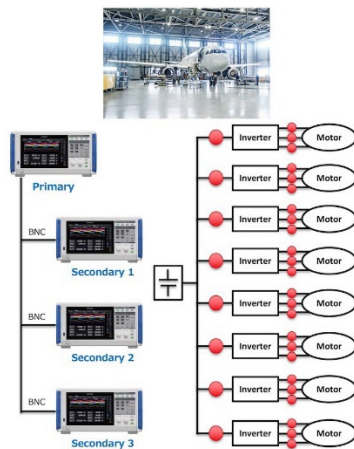 Primary
BNC
Secondary 1
BNC
Secondary 2
BNC
Secondary 3
Inverter
Motor
Inverter
Motor
Inverter
Motor
Inverter
Motor
Inverter
Motor
Inverter
Motor
Inverter
Motor
Inverter
Motor